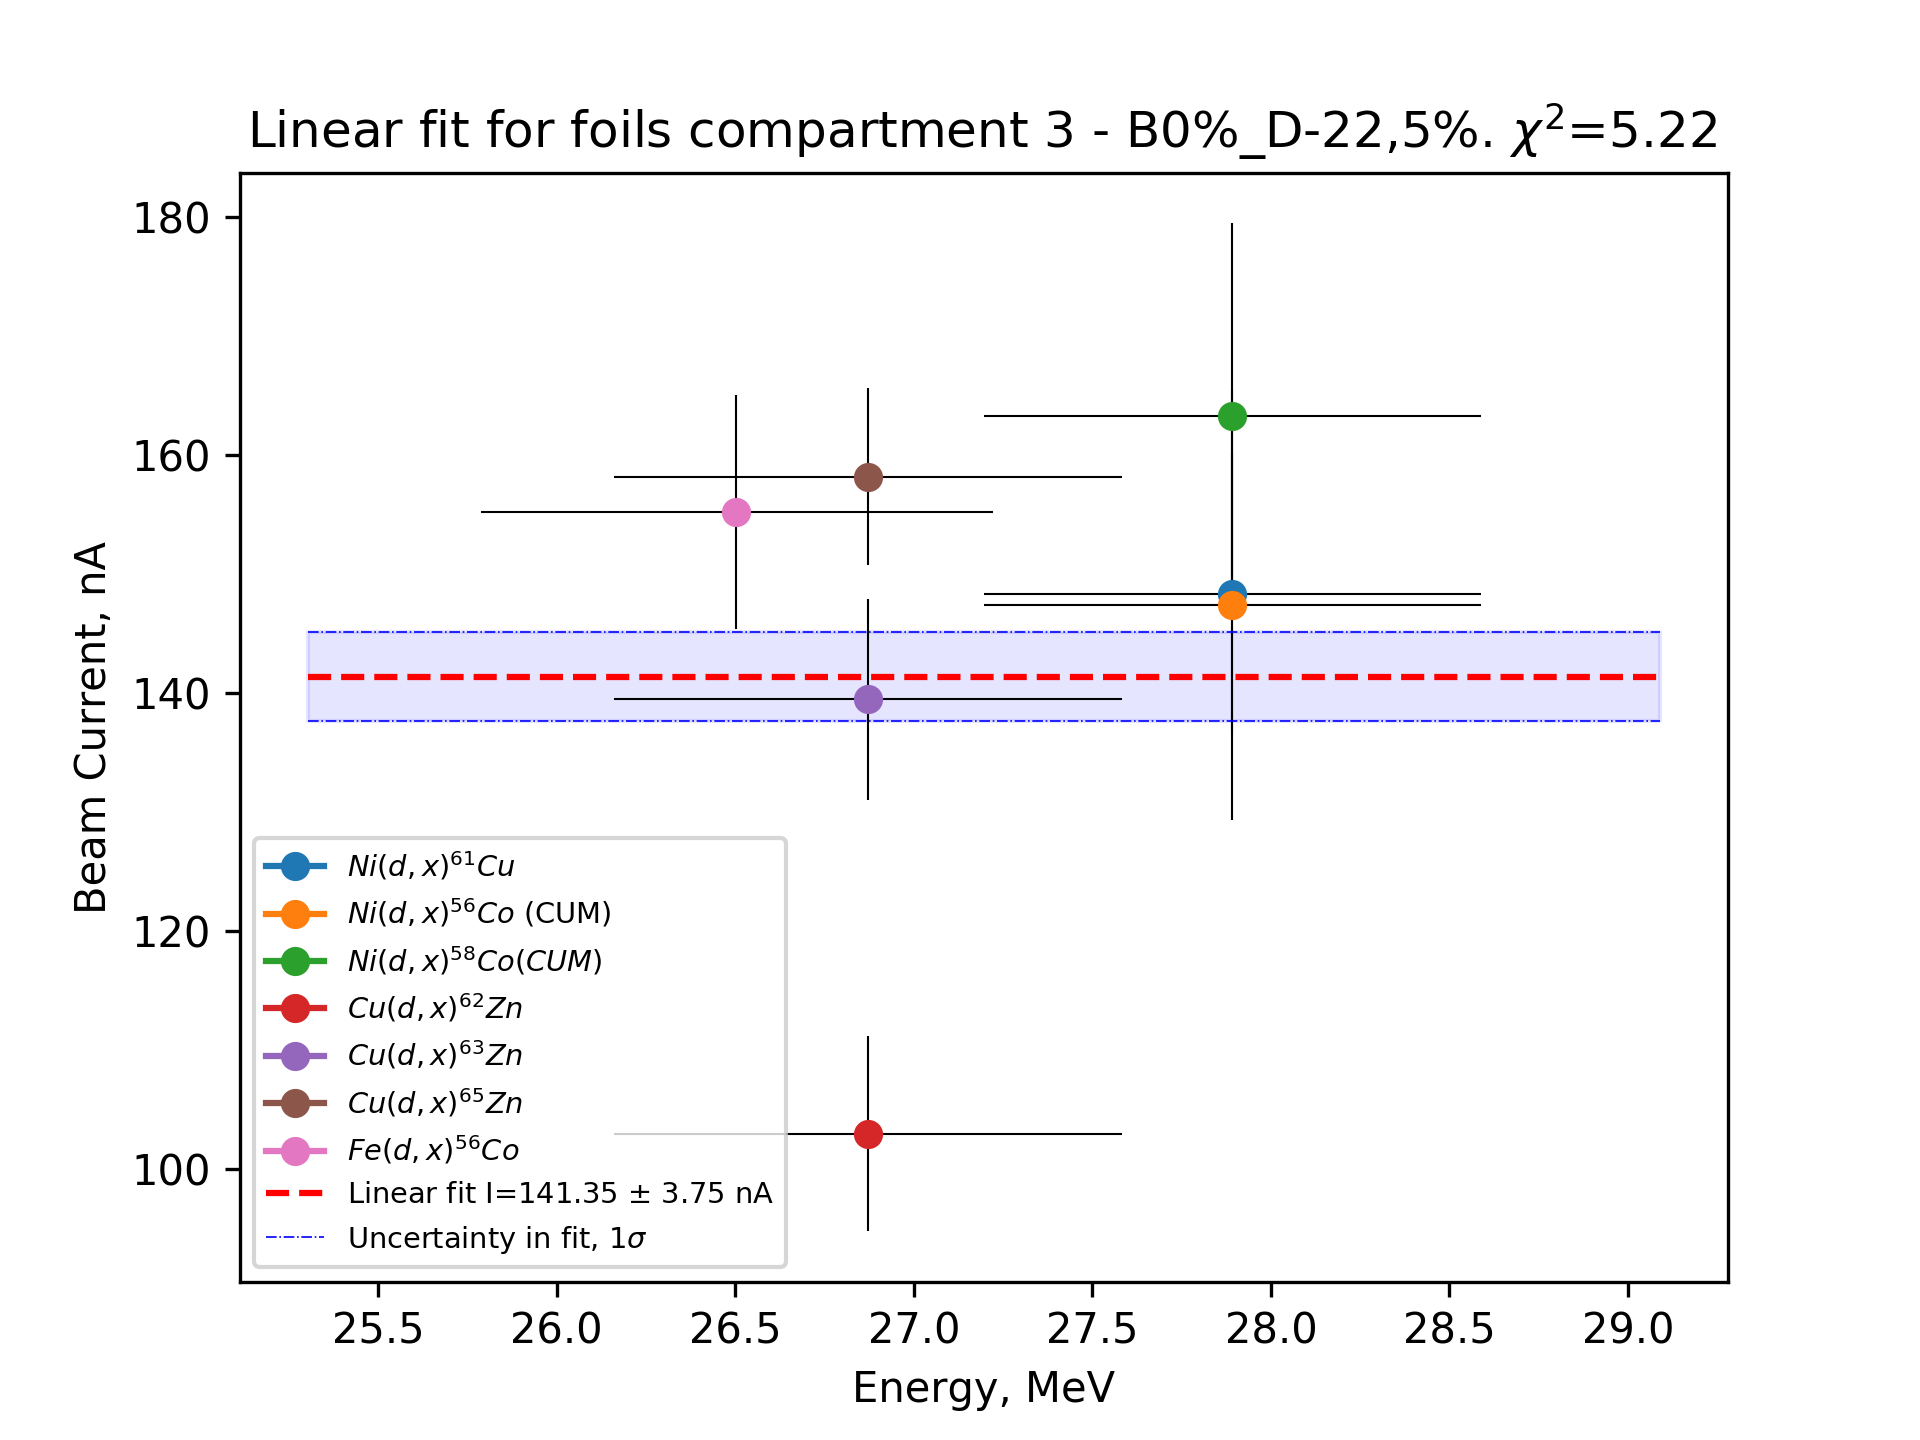 Linear fit for foils compartment 3 - B0%_D-22,5%. χ²=5.22
180
160
140
120
100
Beam Current, nA
Ni(d, x)⁶¹Cu
Ni(d, x)⁵⁶Co (CUM)
Ni(d, x)⁵⁸Co(CUM)
Cu(d, x)⁶²Zn
Cu(d, x)⁶³Zn
Cu(d, x)⁶⁵Zn
Fe(d, x)⁵⁶Co
Linear fit I=141.35 ± 3.75 nA
Uncertainty in fit, 1σ
25.5 26.0 26.5 27.0 27.5 28.0 28.5 29.0
Energy, MeV